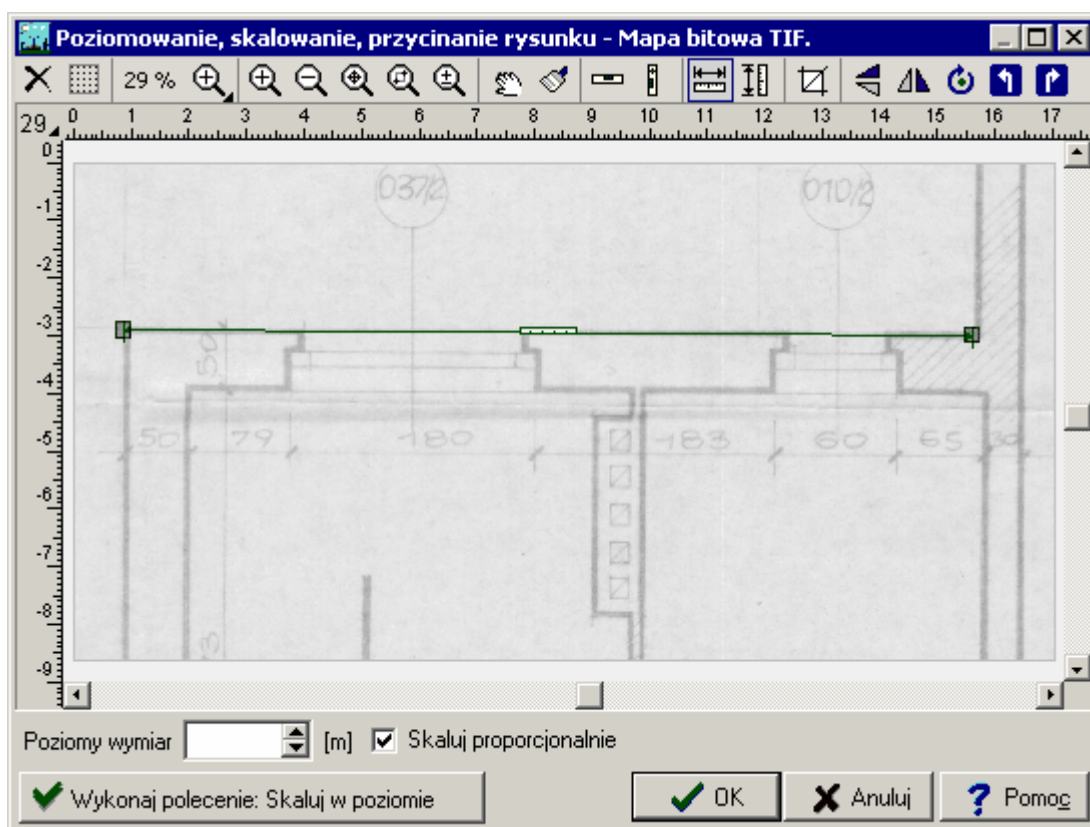 Poziomowanie, skalowanie, przycinanie rysunku - Mapa bitowa TIF.
29 %
29 0 1 2 3 4 5 6 7 8 9 10 11 12 13 14 15 16 17
0
-1
-2
-3
-4
-5
-6
-7
-8
-9
037/2 010/2
50
50 79 180 183 60 65 30
3
Poziomy wymiar [m] Skaluj proporcjonalnie
Wykonaj polecenie: Skaluj w poziomie OK Anuluj ? Pomoc